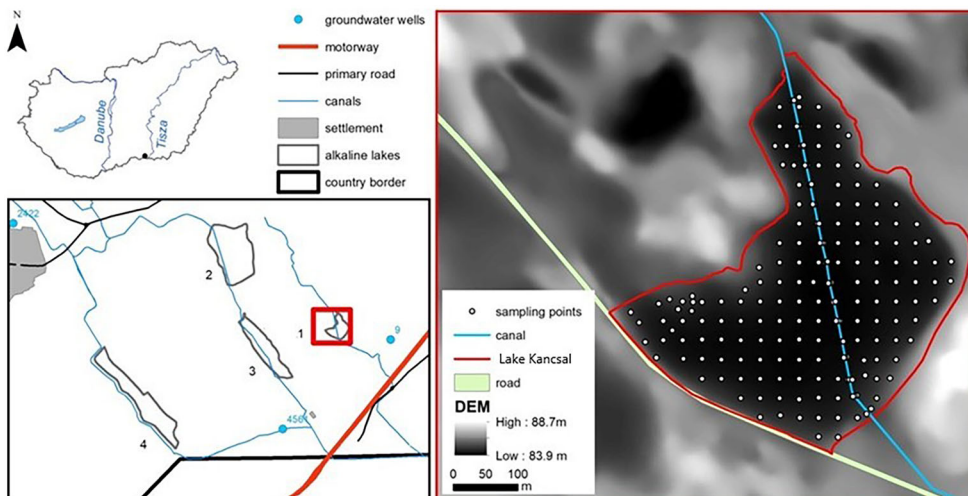 N
Danube
Tisza
groundwater wells
motorway
primary road
canals
settlement
alkaline lakes
country border
2422
2
1
9
3
456
4
sampling points
canal
Lake Kancsal
road
DEM
High : 88.7m
Low : 83.9 m
0 50 100
m